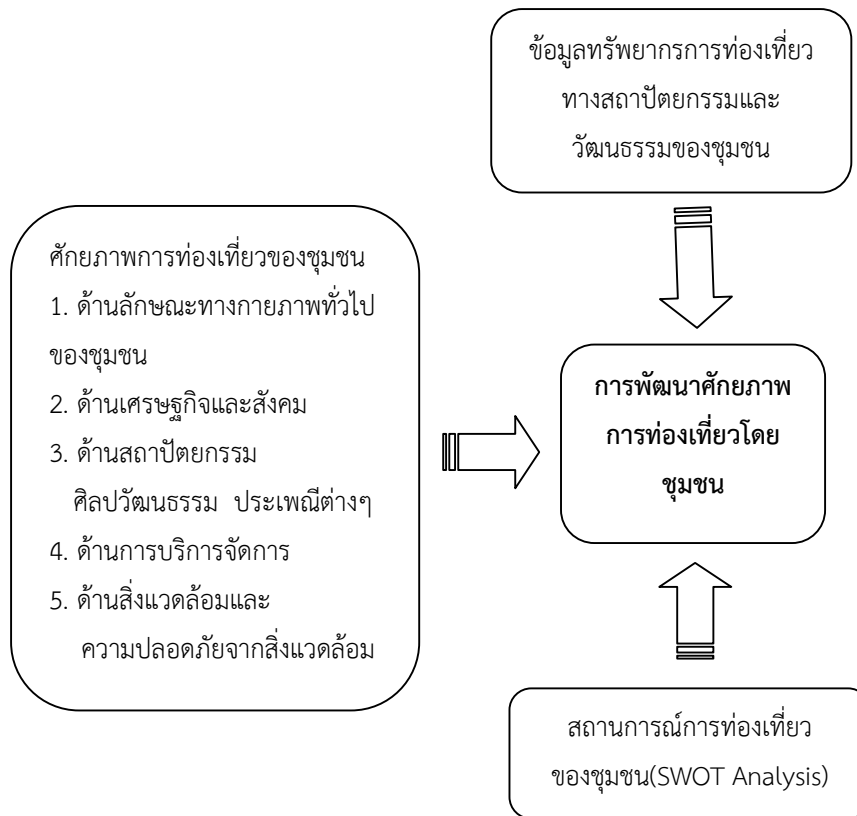 ข้อมูลทรัพยากรการท่องเที่ยว
ทางสถาปัตยกรรมและ
วัฒนธรรมของชุมชน
ศักยภาพการท่องเที่ยวของชุมชน
1. ด้านลักษณะทางกายภาพทั่วไป
ของชุมชน
2. ด้านเศรษฐกิจและสังคม
3. ด้านสถาปัตยกรรม
ศิลปวัฒนธรรม ประเพณีต่างๆ
4. ด้านการบริการจัดการ
5. ด้านสิ่งแวดล้อมและ
ความปลอดภัยจากสิ่งแวดล้อม
การพัฒนาศักยภาพ
การท่องเที่ยวโดย
ชุมชน
สถานการณ์การท่องเที่ยว
ของชุมชน(SWOT Analysis)